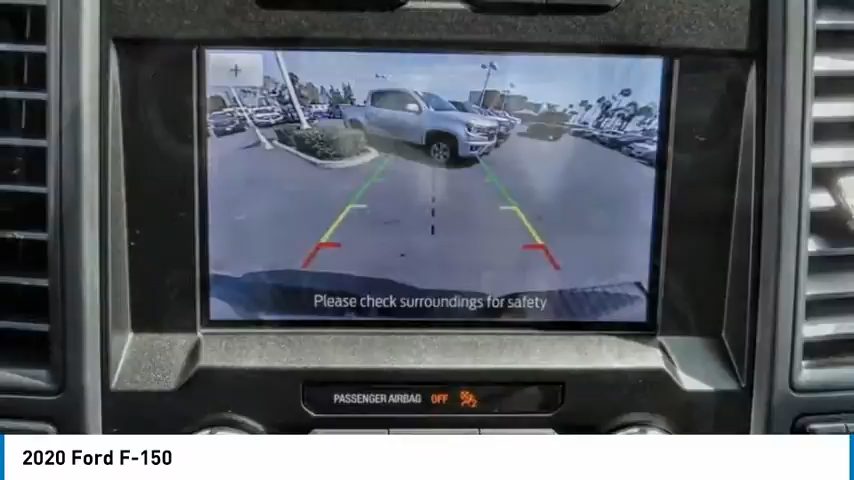 Please check surroundings for safety
PASSENGER AIRBAG OFF
2020 Ford F-150